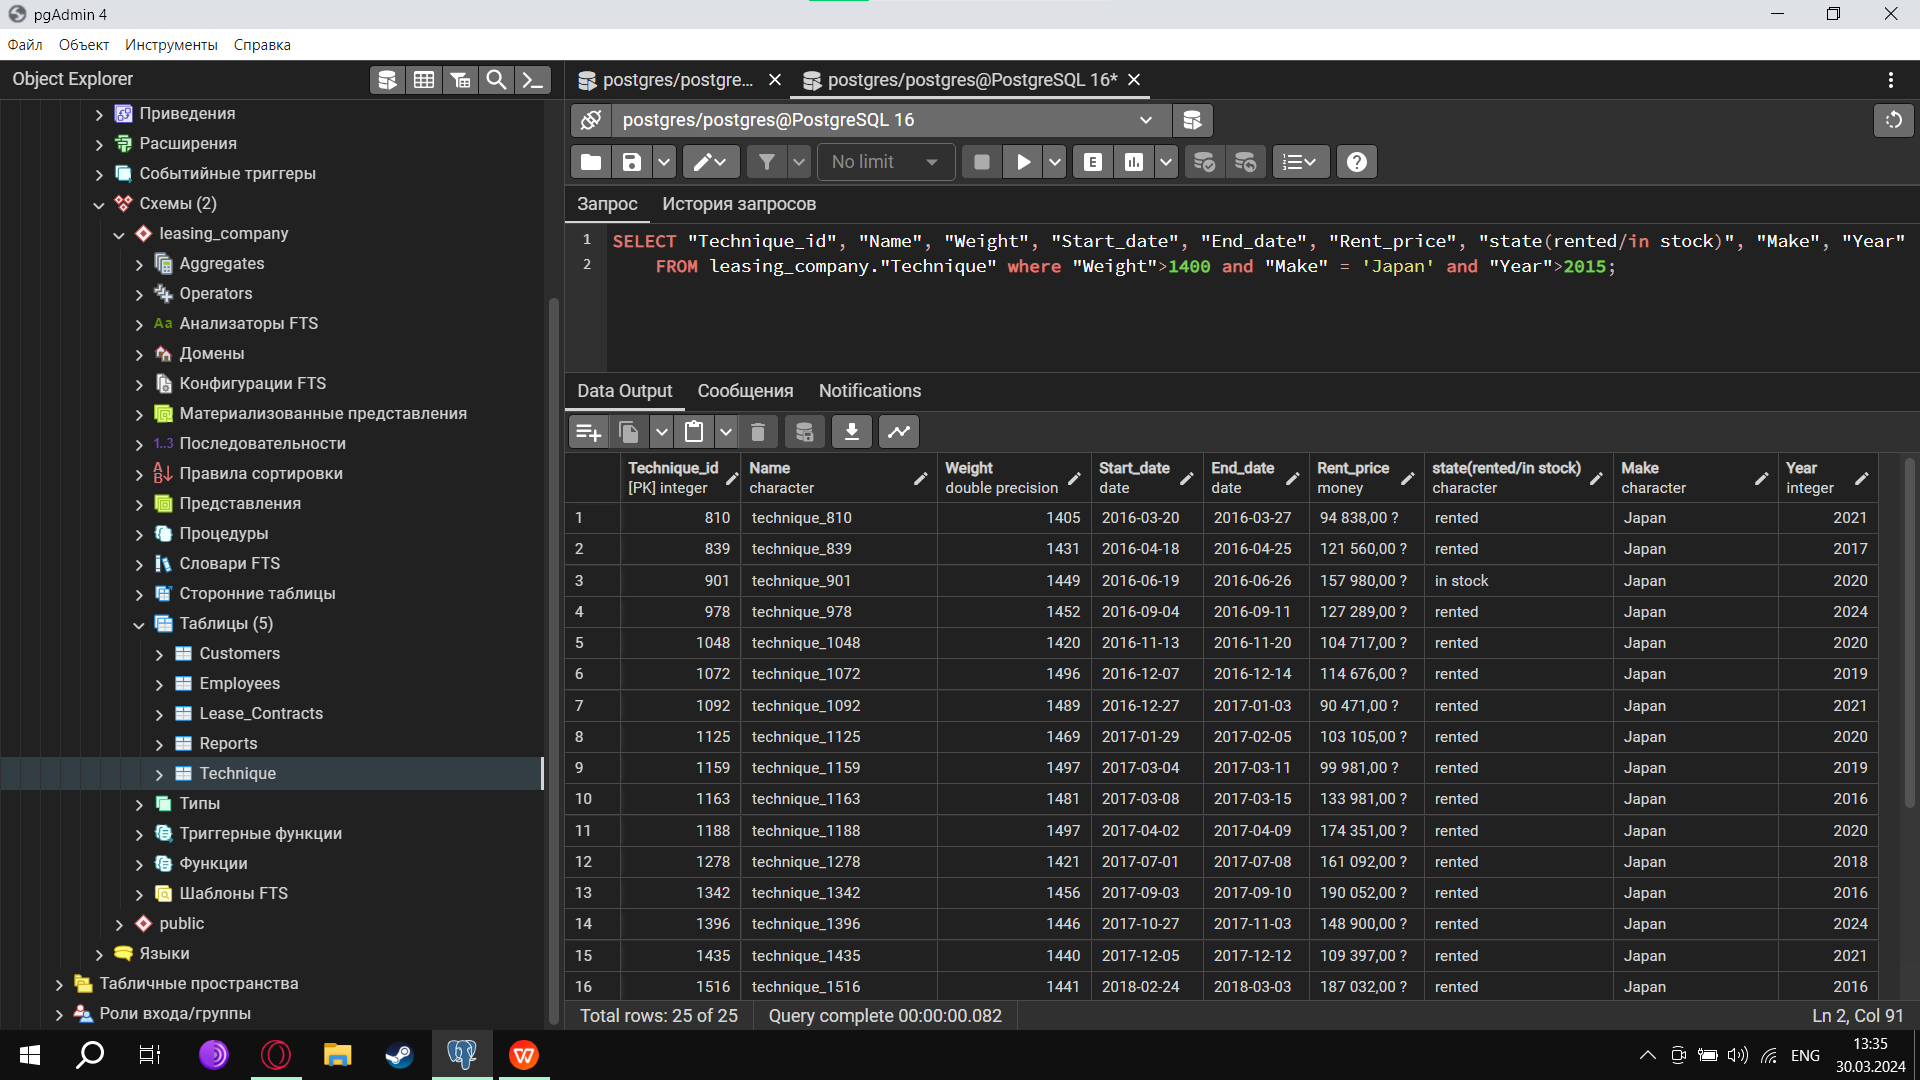 pgAdmin 4
Файл Объект Инструменты Справка
Object Explorer
Приведения
Расширения
Событийные триггеры
Схемы (2)
leasing_company
Aggregates
Operators
Aa Анализаторы FTS
Домены
Конфигурации FTS
Материализованные представления
1..3 Последовательности
Правила сортировки
Представления
Процедуры
Словари FTS
Сторонние таблицы
Таблицы (5)
Customers
Employees
Lease_Contracts
Reports
Technique
Типы
Триггерные функции
Функции
Шаблоны FTS
public
Языки
Табличные пространства
Роли входа/группы
postgres/postgre... postgres/postgres@PostgreSQL 16*
postgres/postgres@PostgreSQL 16
No limit E
Запрос История запросов
1 SELECT "Technique_id", "Name", "Weight", "Start_date", "End_date", "Rent_price", "state(rented/in stock)", "Make", "Year"
2 FROM leasing_company."Technique" where "Weight">1400 and "Make" = 'Japan' and "Year">2015;
Data Output Сообщения Notifications
Technique_id Name Weight Start_date End_date Rent_price state(rented/in stock) Make Year
[PK] integer character double precision date date money character character integer
1 810 technique_810 1405 2016-03-20 2016-03-27 94 838,00 ? rented Japan 2021
2 839 technique_839 1431 2016-04-18 2016-04-25 121 560,00 ? rented Japan 2017
3 901 technique_901 1449 2016-06-19 2016-06-26 157 980,00 ? in stock Japan 2020
4 978 technique_978 1452 2016-09-04 2016-09-11 127 289,00 ? rented Japan 2024
5 1048 technique_1048 1420 2016-11-13 2016-11-20 104 717,00 ? rented Japan 2020
6 1072 technique_1072 1496 2016-12-07 2016-12-14 114 676,00 ? rented Japan 2019
7 1092 technique_1092 1489 2016-12-27 2017-01-03 90 471,00 ? rented Japan 2021
8 1125 technique_1125 1469 2017-01-29 2017-02-05 103 105,00 ? rented Japan 2020
9 1159 technique_1159 1497 2017-03-04 2017-03-11 99 981,00 ? rented Japan 2019
10 1163 technique_1163 1481 2017-03-08 2017-03-15 133 981,00 ? rented Japan 2016
11 1188 technique_1188 1497 2017-04-02 2017-04-09 174 351,00 ? rented Japan 2020
12 1278 technique_1278 1421 2017-07-01 2017-07-08 161 092,00 ? rented Japan 2018
13 1342 technique_1342 1456 2017-09-03 2017-09-10 190 052,00 ? rented Japan 2016
14 1396 technique_1396 1446 2017-10-27 2017-11-03 148 900,00 ? rented Japan 2024
15 1435 technique_1435 1440 2017-12-05 2017-12-12 109 397,00 ? rented Japan 2021
16 1516 technique_1516 1441 2018-02-24 2018-03-03 187 032,00 ? rented Japan 2016
Total rows: 25 of 25 Query complete 00:00:00.082 Ln 2, Col 91
ENG
13:35
30.03.2024